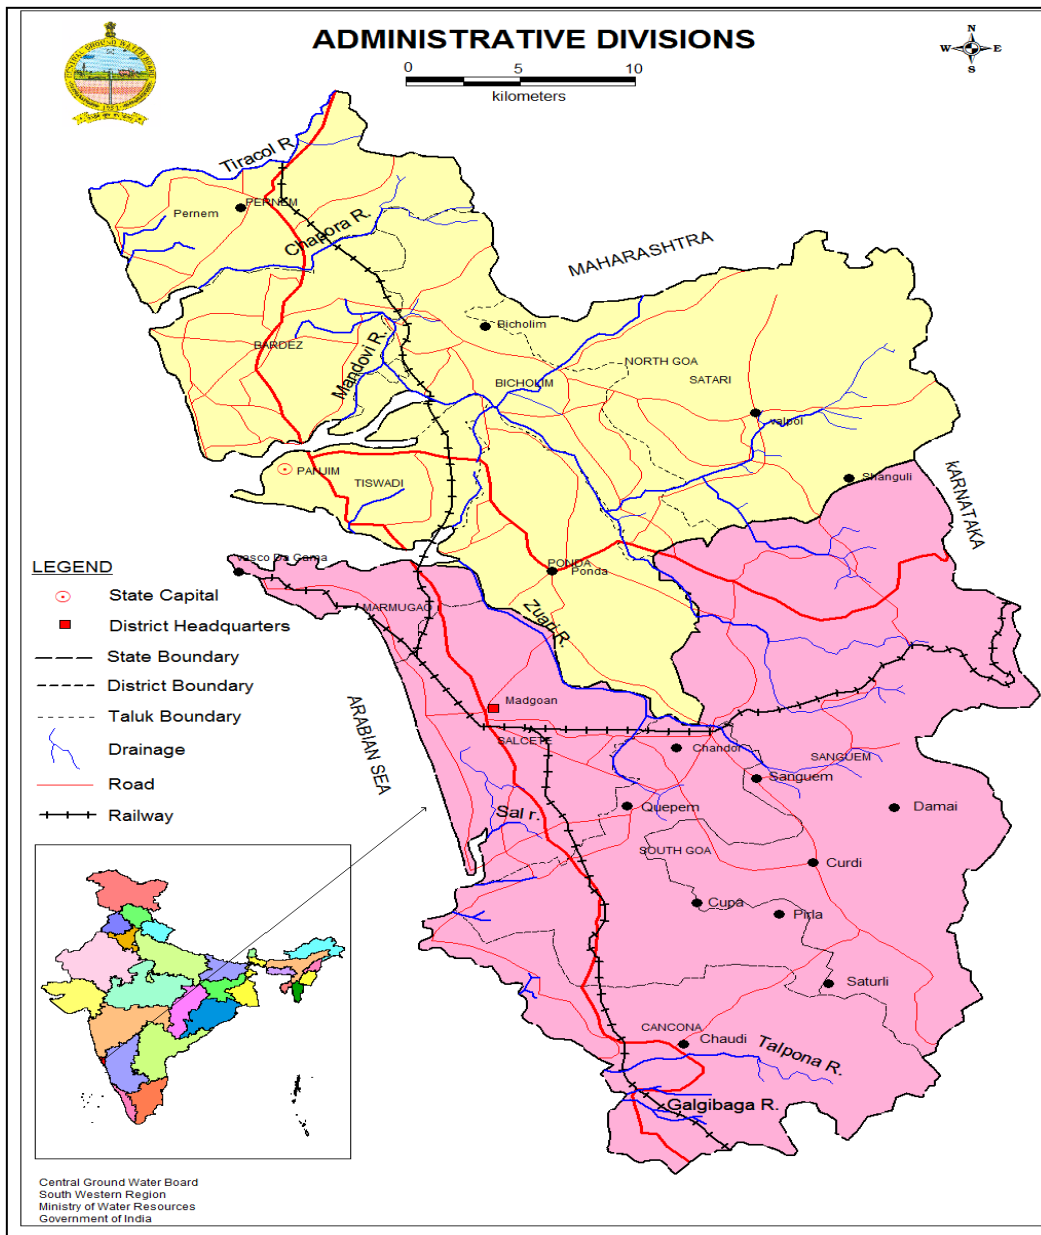 ADMINISTRATIVE DIVISIONS
N
W E
S
0 5 10
kilometers
Tiracol R.
PERNEM
Pernem
Chapora R.
MAHARASHTRA
Bicholim
BARDEZ
Mandovi R.
NORTH GOA
BICHOLIM
SATARI
valpoi
PANJIM
TISWADI
Shanguli
kARNATAKA
vasco Da Gama
PONDA
Ponda
MARMUGAO
Zuari R.
LEGEND
State Capital
District Headquarters
State Boundary
District Boundary
Taluk Boundary
Drainage
Road
Railway
ARABIAN SEA
Madgoan
SALCETE
Chandor
SANGUEM
Sanguem
Quepem
Damai
Sal r.
SOUTH GOA
Curdi
Cupa
Pirla
Saturli
CANCONA
Chaudi
Talpona R.
Galgibaga R.
Central Ground Water Board
South Western Region
Ministry of Water Resources
Government of India